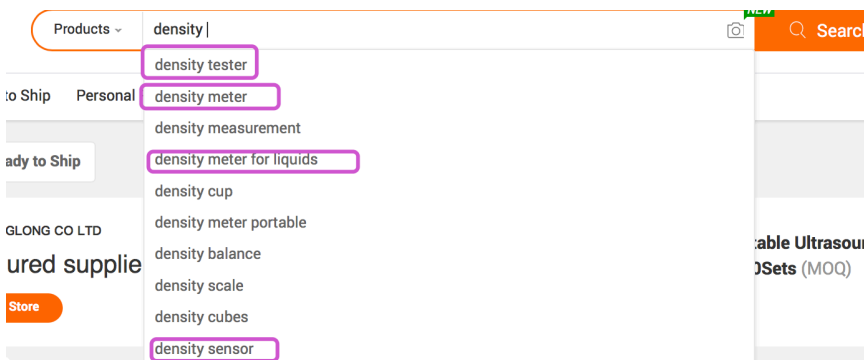 NEW
Products density
Search
density tester
to Ship Personal density meter
density measurement
ady to Ship density meter for liquids
density cup
GLONG CO LTD density meter portable
table Ultrasour
ured supplie density balance
0Sets (MOQ)
density scale
Store density cubes
density sensor